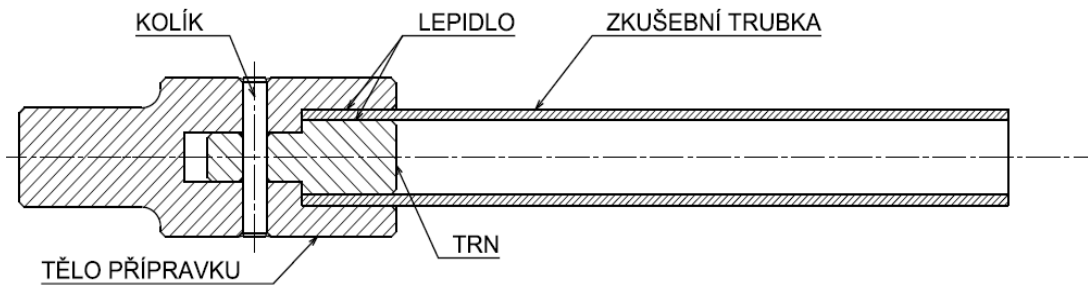 KOLÍK
LEPIDLO
ZKUŠEBNÍ TRUBKA
TRN
TĚLO PŘÍPRAVKU